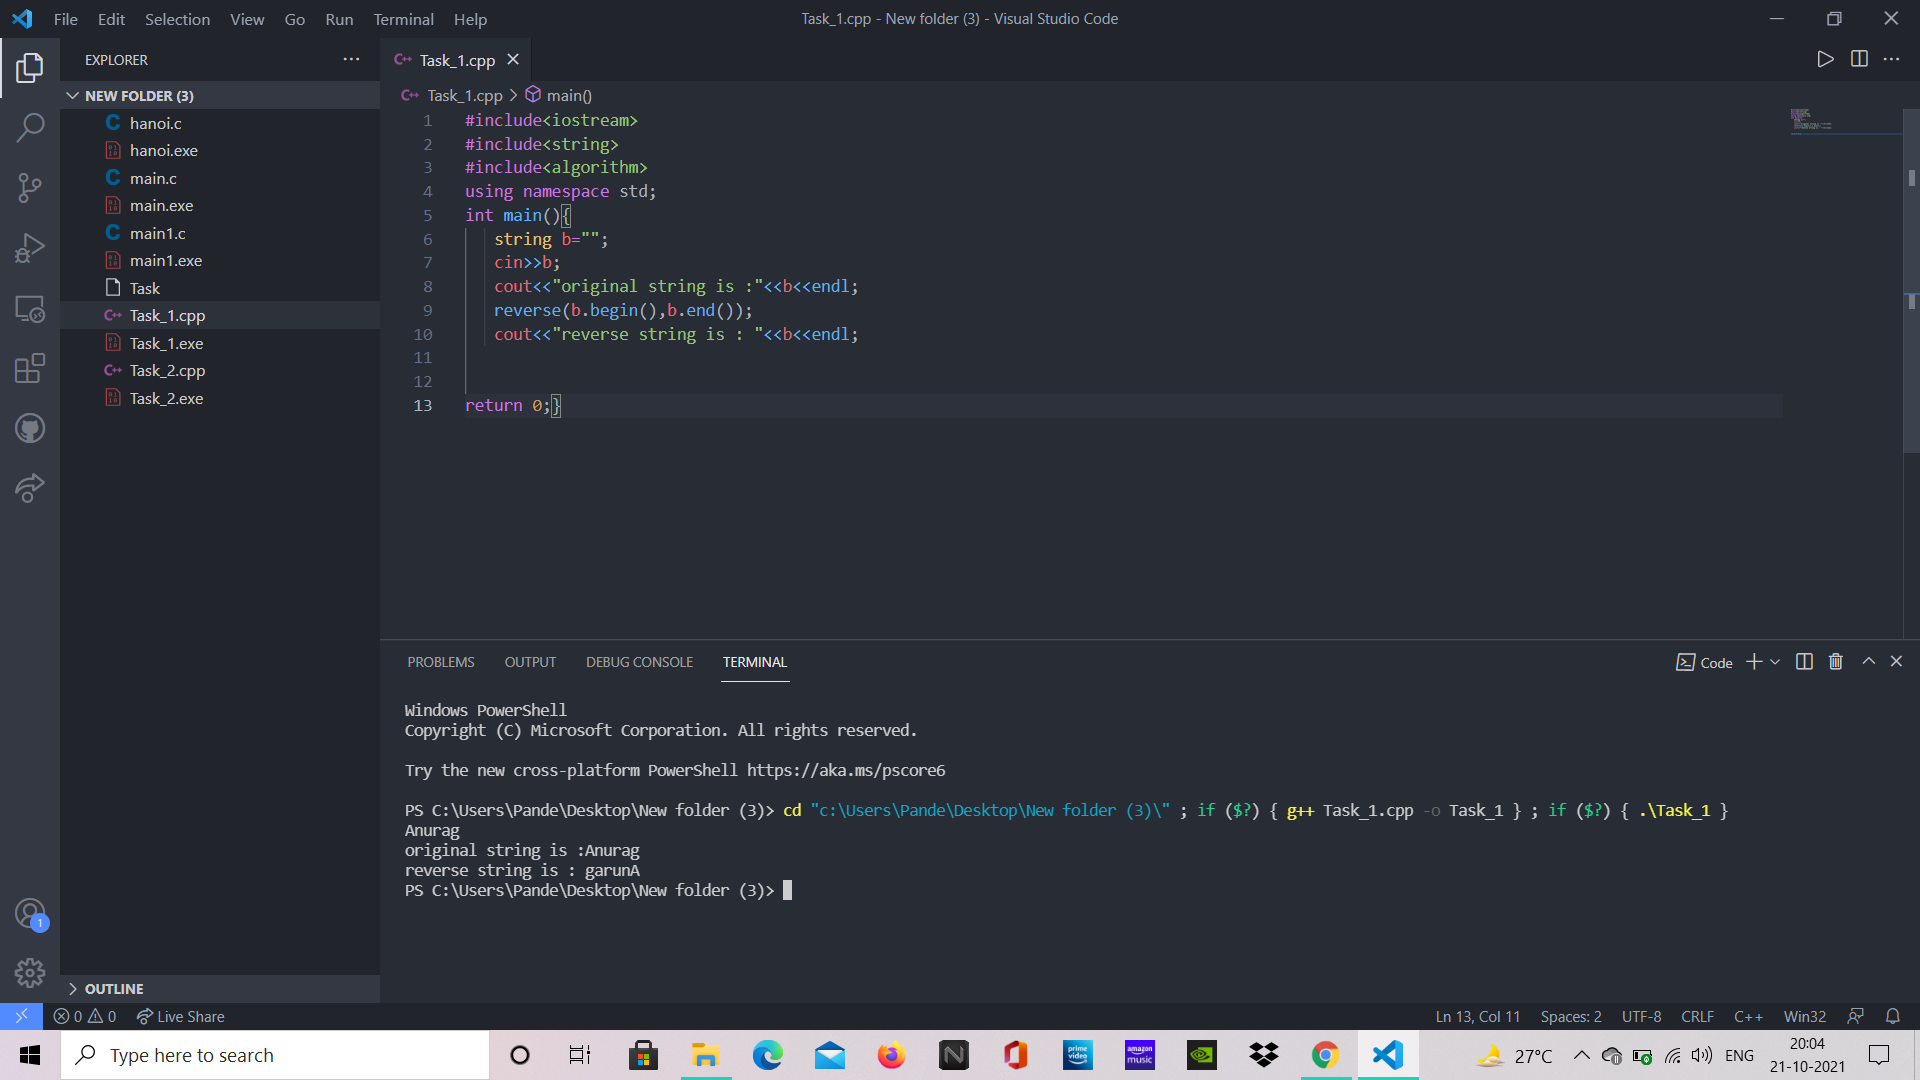 File Edit Selection View Go Run Terminal Help
Task_1.cpp - New folder (3) - Visual Studio Code
EXPLORER
Task_1.cpp
NEW FOLDER (3)
Task_1.cpp > main()
hanoi.c
hanoi.exe
main.c
main.exe
main1.c
main1.exe
Task
Task_1.cpp
Task_1.exe
Task_2.cpp
Task_2.exe
1 #include<iostream>
2 #include<string>
3 #include<algorithm>
4 using namespace std;
5 int main(){
6 string b="";
7 cin>>b;
8 cout<<"original string is :"<<b<<endl;
9 reverse(b.begin(),b.end());
10 cout<<"reverse string is : "<<b<<endl;
11
12
13 return 0;}
PROBLEMS OUTPUT DEBUG CONSOLE TERMINAL
Code
Windows PowerShell
Copyright (C) Microsoft Corporation. All rights reserved.
Try the new cross-platform PowerShell https://aka.ms/pscore6
PS C:\Users\Pande\Desktop\New folder (3)> cd "c:\Users\Pande\Desktop\New folder (3)\" ; if ($?) { g++ Task_1.cpp -o Task_1 } ; if ($?) { .\Task_1 }
Anurag
original string is :Anurag
reverse string is : garunA
PS C:\Users\Pande\Desktop\New folder (3)>
1
OUTLINE
0 0 Live Share
Ln 13, Col 11 Spaces: 2 UTF-8 CRLF C++ Win32
Type here to search
prime video
amazon music
27°C
ENG
20:04
21-10-2021